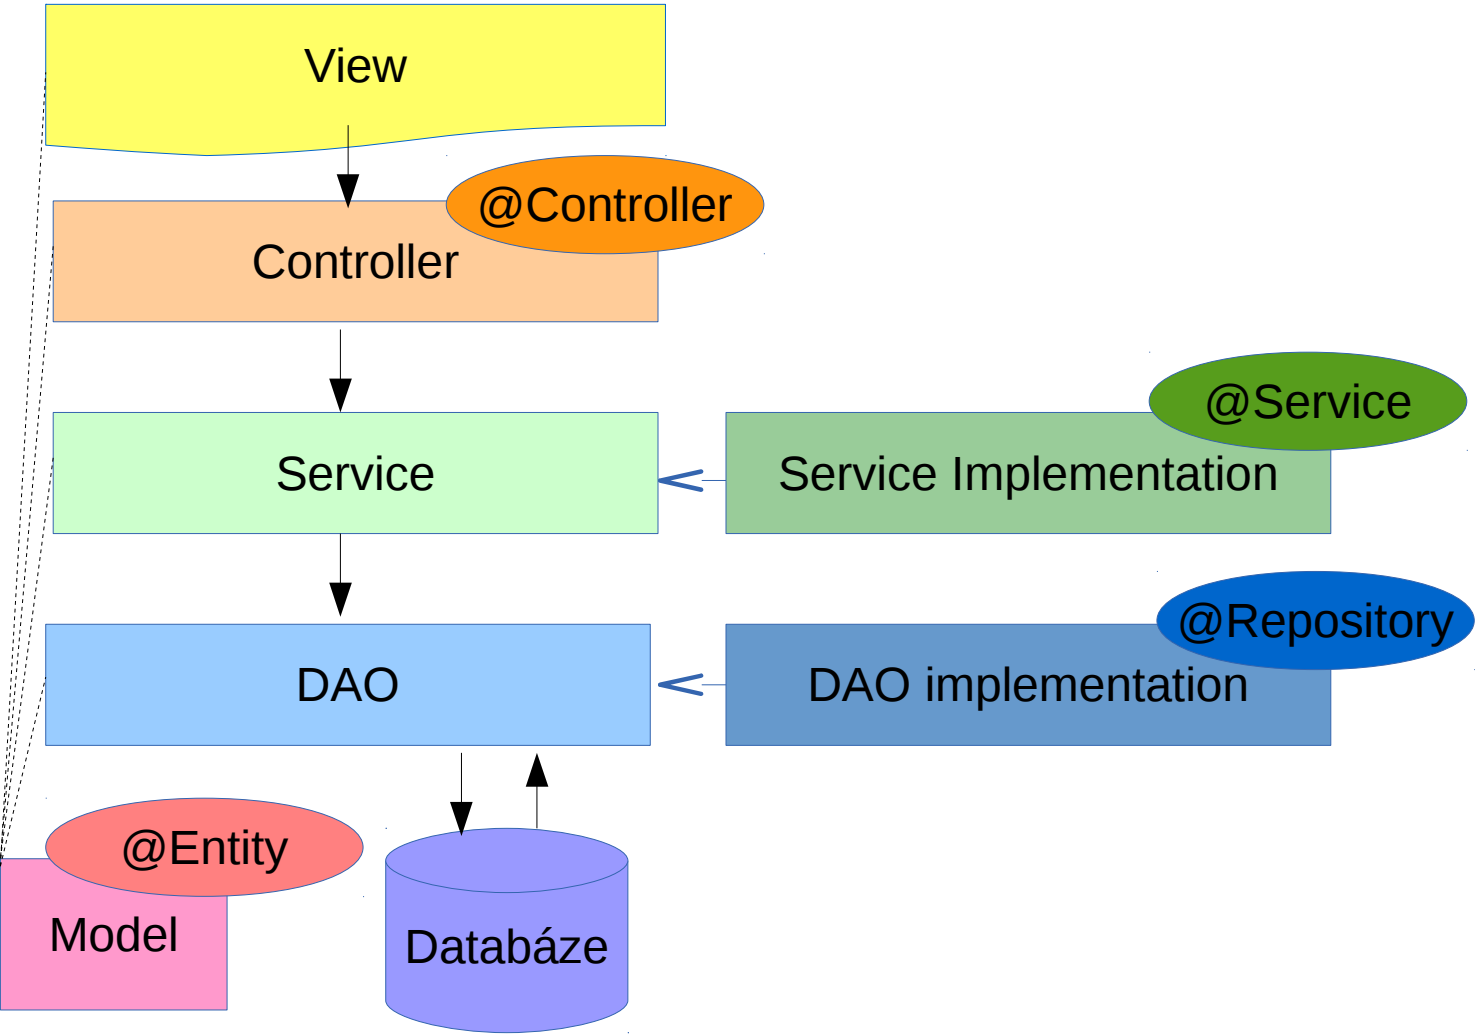 View
@Controller
Controller
@Service
Service
Service Implementation
@Repository
DAO
DAO implementation
@Entity
Model
Databáze